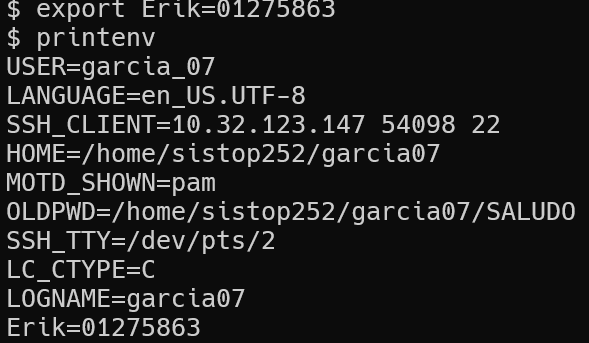 $ export Erik=01275863
$ printenv
USER=garcia_07
LANGUAGE=en_US.UTF-8
SSH_CLIENT=10.32.123.147 54098 22
HOME=/home/sistop252/garcia07
MOTD_SHOWN=pam
OLDPWD=/home/sistop252/garcia07/SALUDO
SSH_TTY=/dev/pts/2
LC_CTYPE=C
LOGNAME=garcia07
Erik=01275863